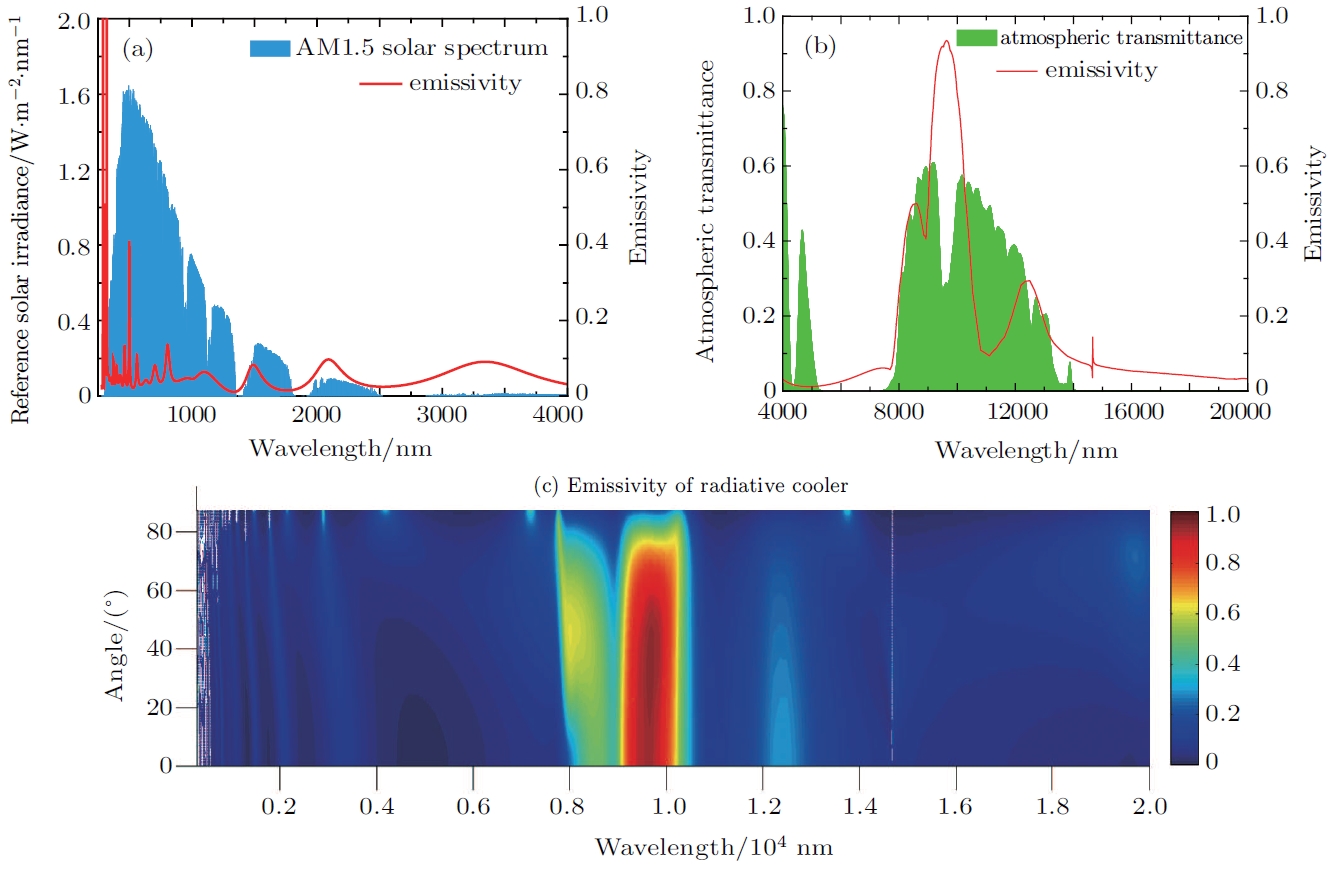 (a)
AM1.5 solar spectrum
emissivity
Reference solar irradiance/W·m−2·nm−1
2.0
1.6
1.2
0.8
0.4
0
1.0
0.8
0.6
0.4
0.2
0
Emissivity
1000 2000 3000 4000
Wavelength/nm
(b)
atmospheric transmittance
emissivity
Atmospheric transmittance
1.0
0.8
0.6
0.4
0.2
0
1.0
0.8
0.6
0.4
0.2
0
Emissivity
4000 8000 12000 16000 20000
Wavelength/nm
(c) Emissivity of radiative cooler
Angle/(°)
80
60
40
20
0
0.2 0.4 0.6 0.8 1.0 1.2 1.4 1.6 1.8 2.0
Wavelength/10⁴ nm
1.0
0.8
0.6
0.4
0.2
0